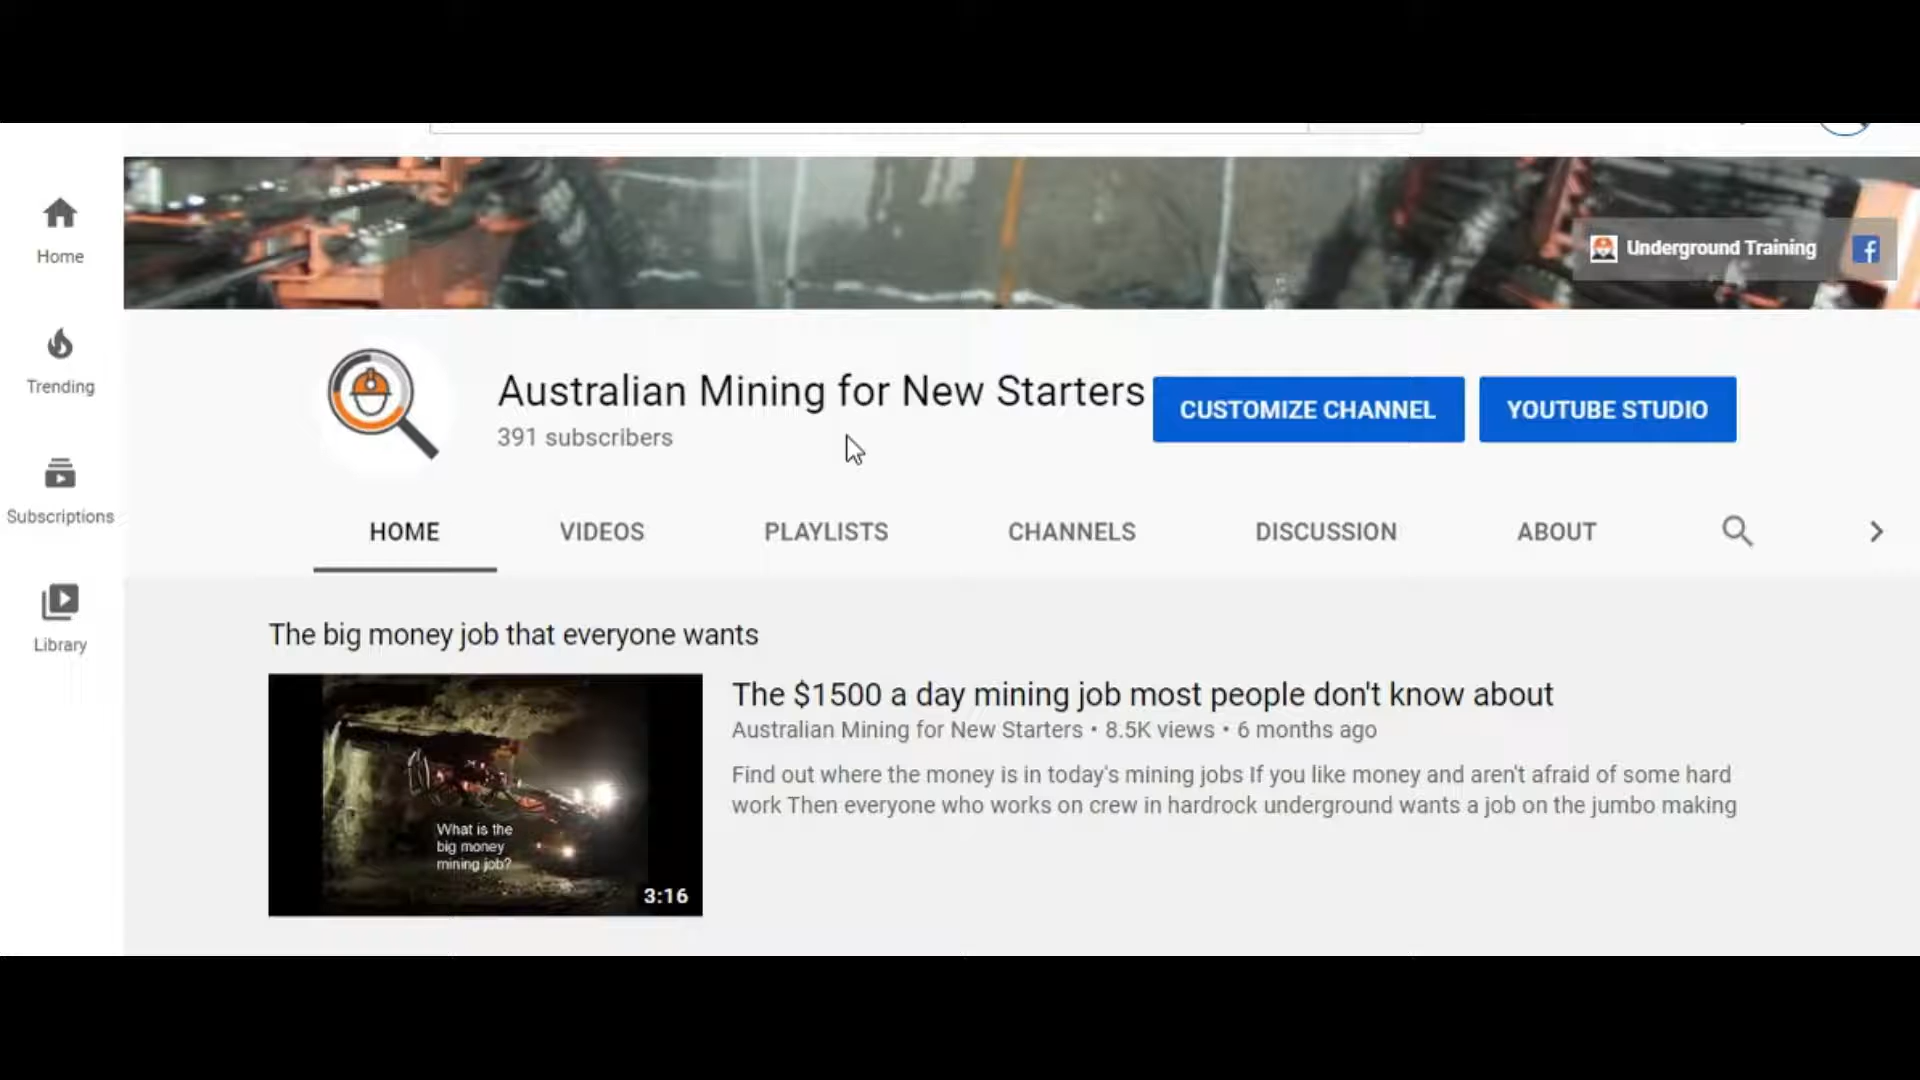 Underground Training
Home
Trending
Subscriptions
Library
Australian Mining for New Starters
391 subscribers
CUSTOMIZE CHANNEL
YOUTUBE STUDIO
HOME
VIDEOS
PLAYLISTS
CHANNELS
DISCUSSION
ABOUT
The big money job that everyone wants
What is the
big money
mining job?
3:16
The $1500 a day mining job most people don't know about
Australian Mining for New Starters • 8.5K views • 6 months ago
Find out where the money is in today's mining jobs If you like money and aren't afraid of some hard
work Then everyone who works on crew in hardrock underground wants a job on the jumbo making